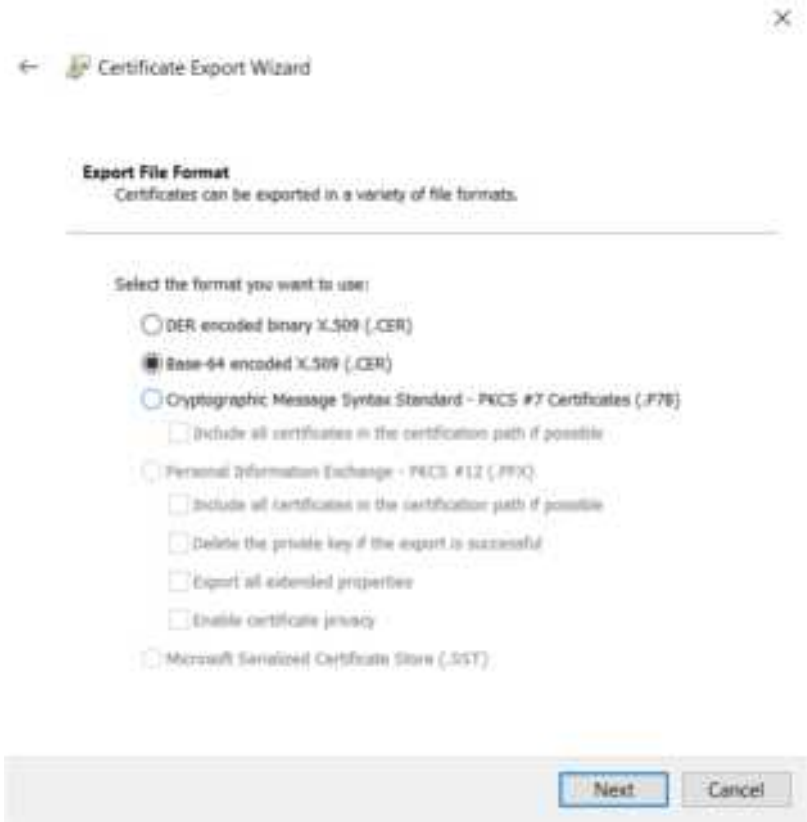 Certificate Export Wizard
Export File Format
Certificates can be exported in a variety of file formats.
Select the format you want to use:
DER encoded binary X.509 (.CER)
Base-64 encoded X.509 (.CER)
Cryptographic Message Syntax Standard - PKCS #7 Certificates (.P7B)
Include all certificates in the certification path if possible
Personal Information Exchange - PKCS #12 (.PFX)
Include all certificates in the certification path if possible
Delete the private key if the export is successful
Export all extended properties
Enable certificate privacy
Microsoft Serialized Certificate Store (.SST)
Next Cancel